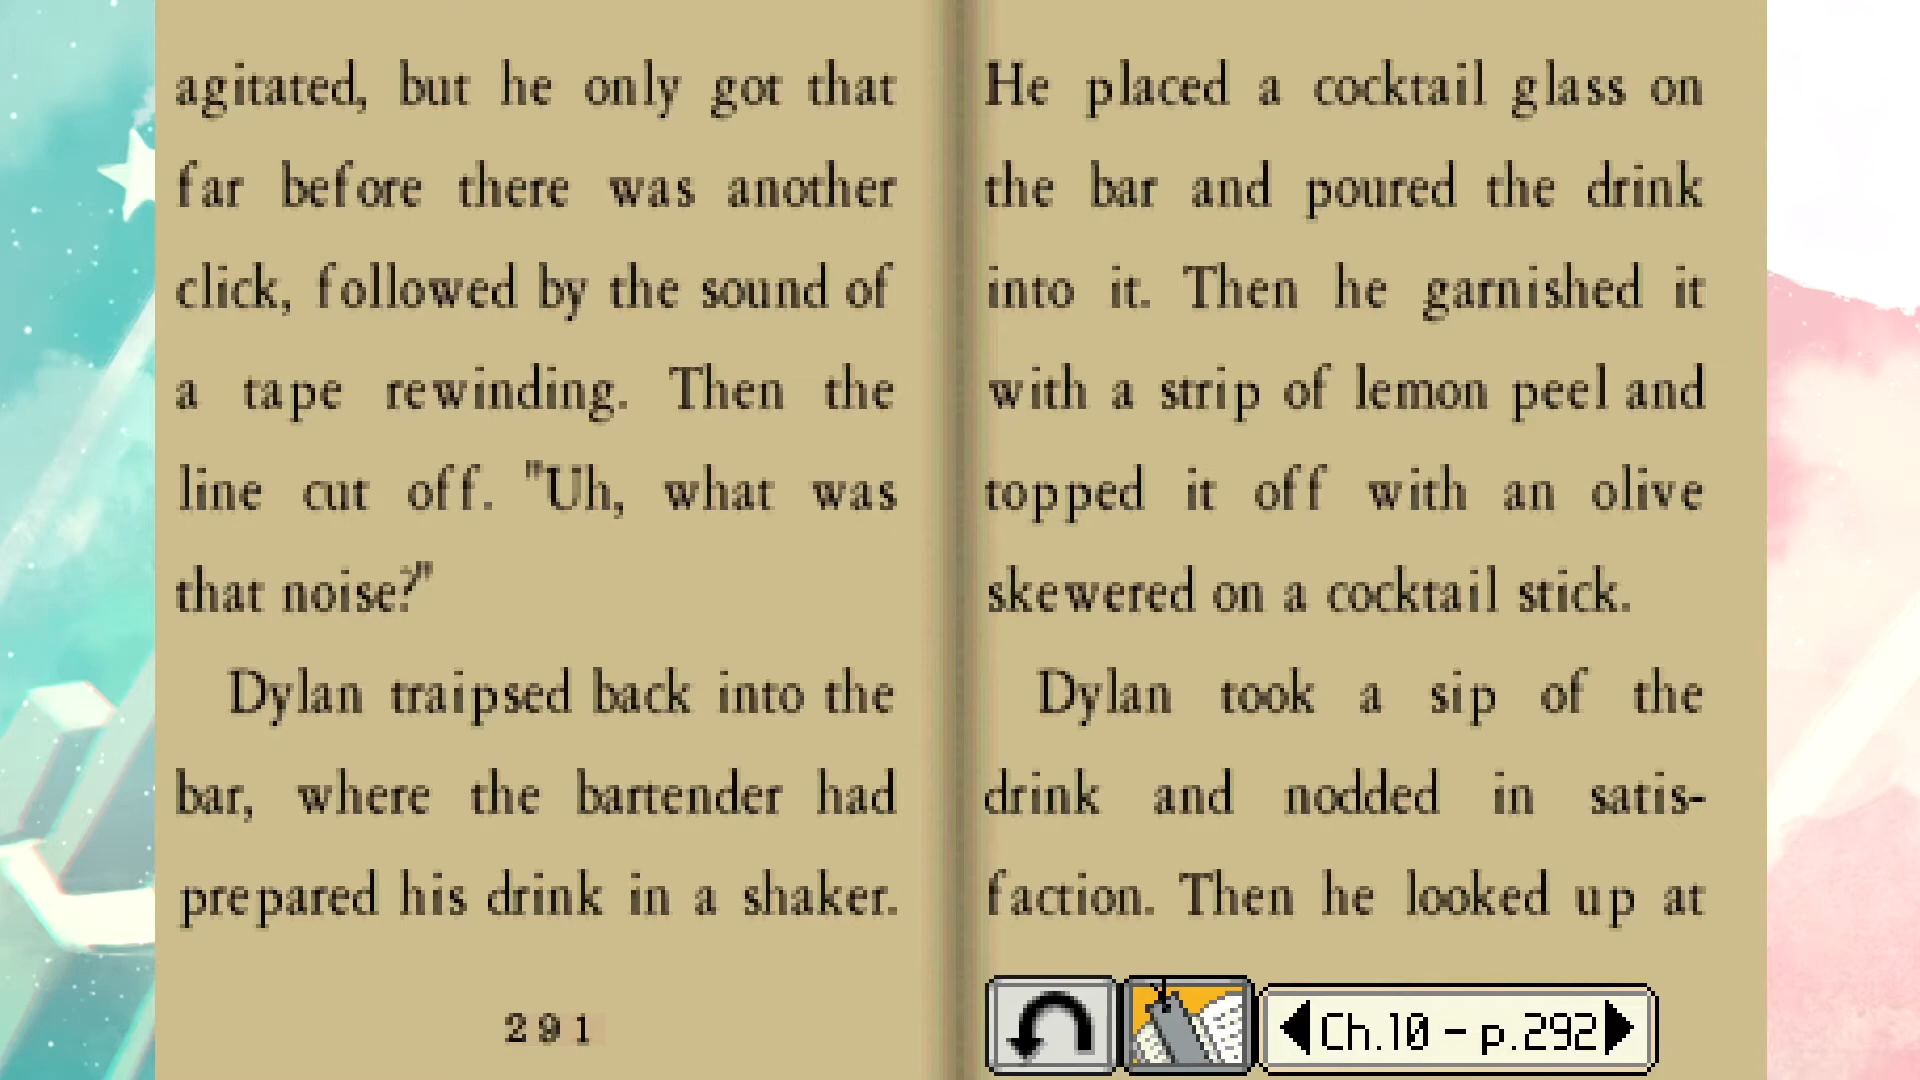 agitated, but he only got that
far before there was another
click, followed by the sound of
a tape rewinding. Then the
line cut off. "Uh, what was
that noise?"
Dylan traipsed back into the
bar, where the bartender had
prepared his drink in a shaker.
291
He placed a cocktail glass on
the bar and poured the drink
into it. Then he garnished it
with a strip of lemon peel and
topped it off with an olive
skewered on a cocktail stick.
Dylan took a sip of the
drink and nodded in satis-
faction. Then he looked up at
Ch.10 - p.292